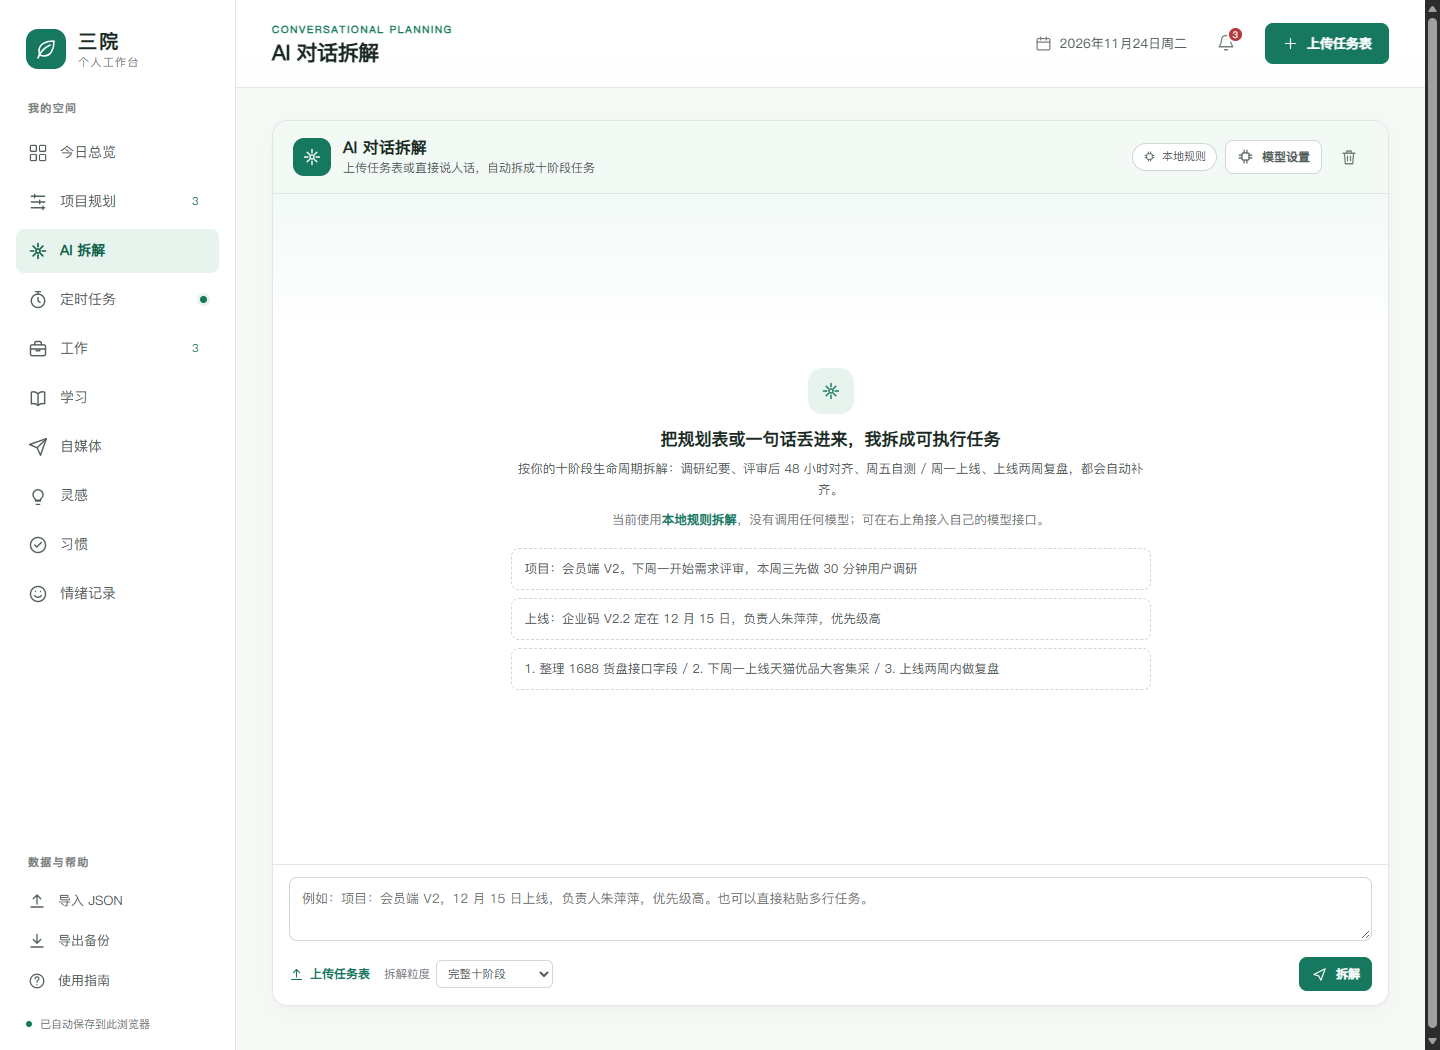 三院
个人工作台
我的空间
今日总览
项目规划 3
AI 拆解
定时任务
工作 3
学习
自媒体
灵感
习惯
情绪记录
数据与帮助
导入 JSON
导出备份
使用指南
已自动保存到此浏览器
CONVERSATIONAL PLANNING
AI 对话拆解
2026年11月24日周二
3
上传任务表
AI 对话拆解
上传任务表或直接说人话，自动拆成十阶段任务
本地规则
模型设置
把规划表或一句话丢进来，我拆成可执行任务
按你的十阶段生命周期拆解：调研纪要、评审后 48 小时对齐、周五自测 / 周一上线、上线两周复盘，都会自动补
齐。
当前使用本地规则拆解，没有调用任何模型；可在右上角接入自己的模型接口。
项目：会员端 V2。下周一开始需求评审，本周三先做 30 分钟用户调研
上线：企业码 V2.2 定在 12 月 15 日，负责人朱萍萍，优先级高
1. 整理 1688 货盘接口字段 / 2. 下周一上线天猫优品大客集采 / 3. 上线两周内做复盘
例如：项目：会员端 V2，12 月 15 日上线，负责人朱萍萍，优先级高。也可以直接粘贴多行任务。
上传任务表
拆解粒度
完整十阶段
拆解